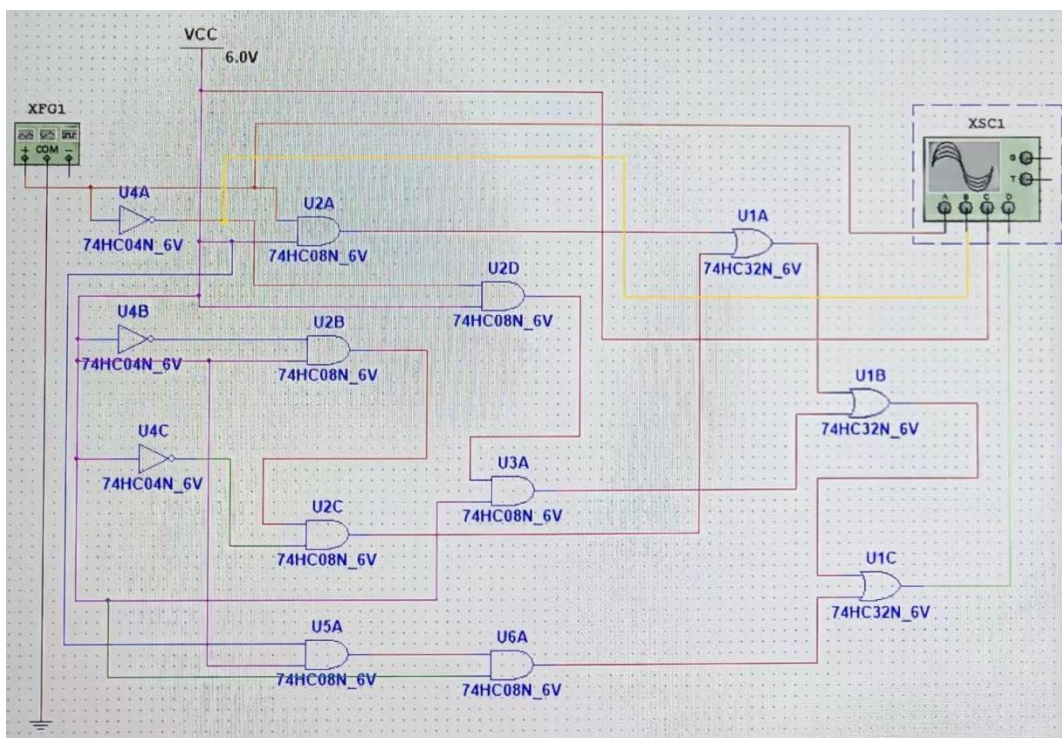 VCC
6.0V
XFG1
COM
XSC1
G
T
A B C D
U4A
74HC04N_6V
U2A
74HC08N_6V
U1A
74HC32N_6V
U2D
74HC08N_6V
U4B
74HC04N_6V
U2B
74HC08N_6V
U1B
74HC32N_6V
U4C
74HC04N_6V
U3A
74HC08N_6V
U2C
74HC08N_6V
U1C
74HC32N_6V
U5A
74HC08N_6V
U6A
74HC08N_6V